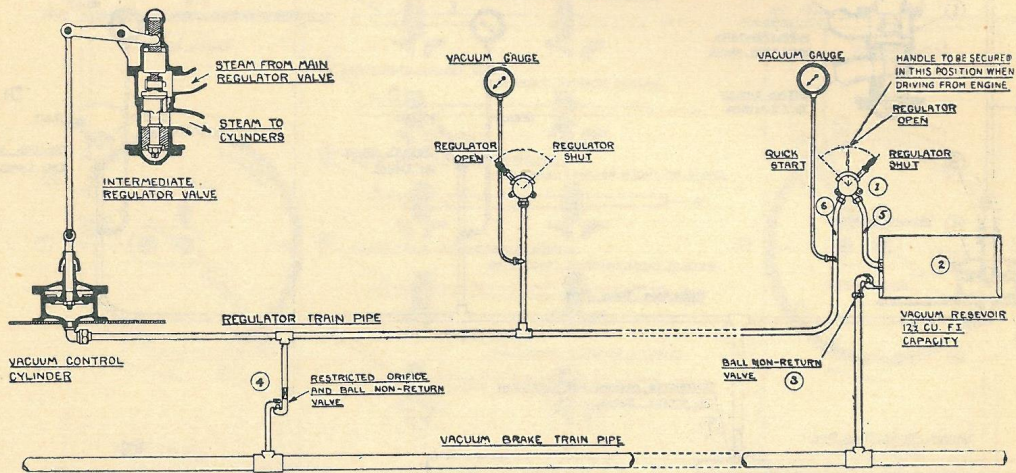 STEAM FROM MAIN
REGULATOR VALVE
STEAM TO
CYLINDERS
INTERMEDIATE
REGULATOR VALVE
VACUUM GAUGE
REGULATOR
OPEN
REGULATOR
SHUT
VACUUM GAUGE
HANDLE TO BE SECURED
IN THIS POSITION WHEN
DRIVING FROM ENGINE
REGULATOR
OPEN
QUICK
START
REGULATOR
SHUT
1
6
5
2
VACUUM RESEVOIR
12½ CU. FT
CAPACITY
REGULATOR TRAIN PIPE
VACUUM CONTROL
CYLINDER
4
RESTRICTED ORIFICE
AND BALL NON-RETURN
VALVE
BALL NON-RETURN
VALVE
3
VACUUM BRAKE TRAIN PIPE